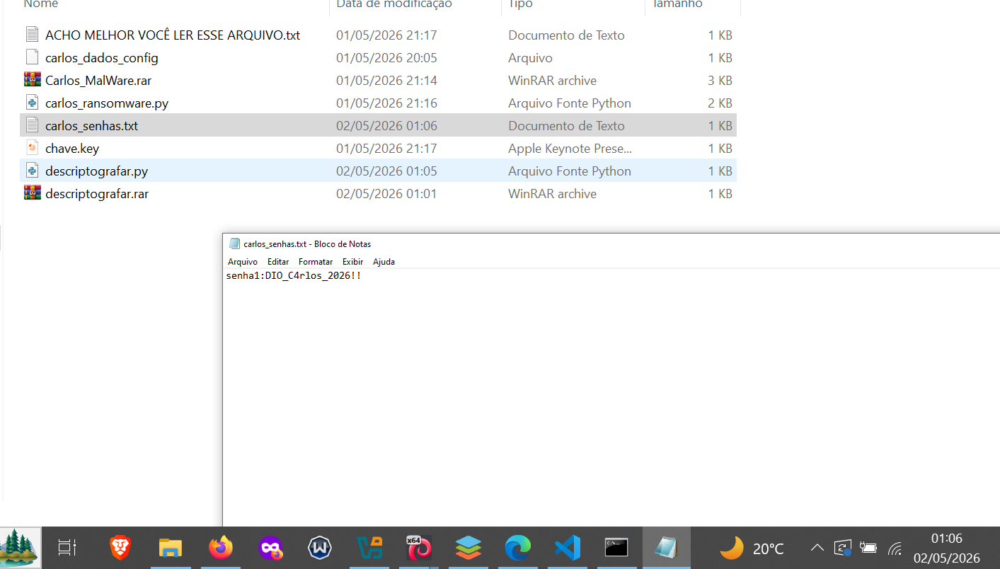 Nome Data de modificação Tipo Tamanho
ACHO MELHOR VOCÊ LER ESSE ARQUIVO.txt 01/05/2026 21:17 Documento de Texto 1 KB
carlos_dados_config 01/05/2026 20:05 Arquivo 1 KB
Carlos_MalWare.rar 01/05/2026 21:14 WinRAR archive 3 KB
carlos_ransomware.py 01/05/2026 21:16 Arquivo Fonte Python 2 KB
carlos_senhas.txt 02/05/2026 01:06 Documento de Texto 1 KB
chave.key 01/05/2026 21:17 Apple Keynote Prese... 1 KB
descriptografar.py 02/05/2026 01:05 Arquivo Fonte Python 1 KB
descriptografar.rar 02/05/2026 01:01 WinRAR archive 1 KB
carlos_senhas.txt - Bloco de Notas
Arquivo Editar Formatar Exibir Ajuda
senha1:DIO_C4rlos_2026!!
x64
20°C
01:06
02/05/2026